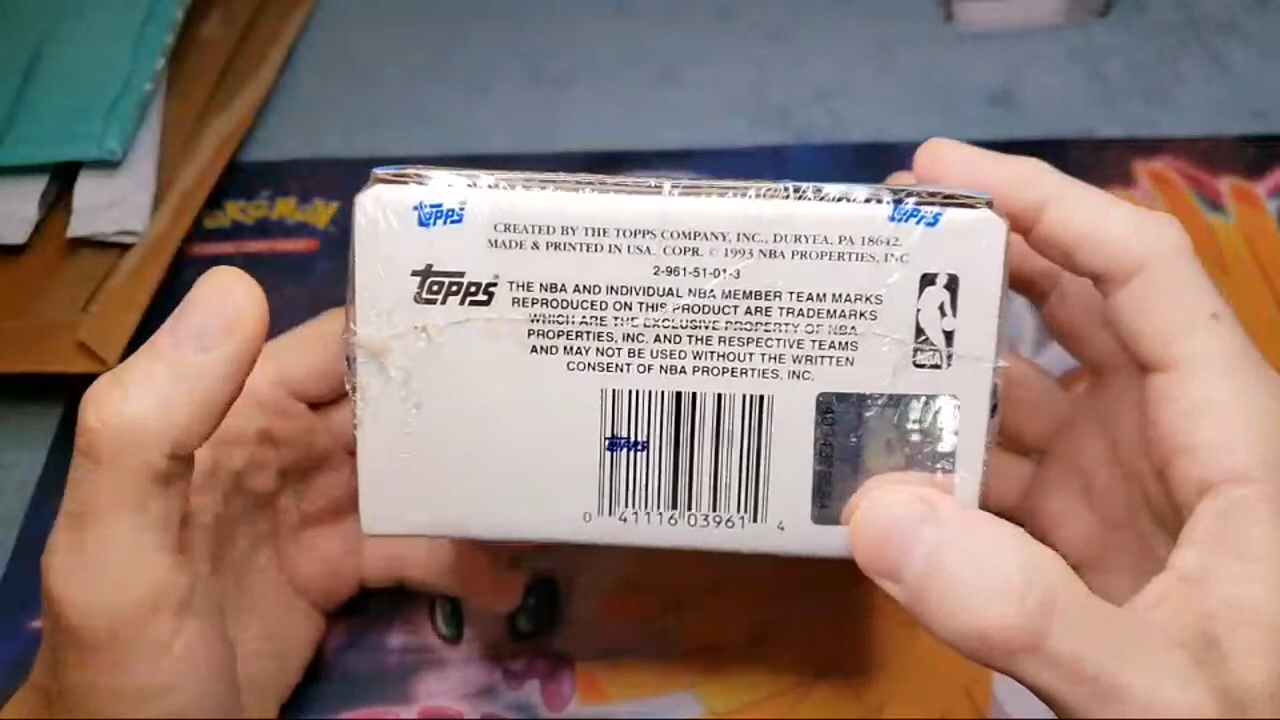 POKÉMON
TOPPS TOPPS
CREATED BY THE TOPPS COMPANY, INC., DURYEA, PA 18642.
MADE & PRINTED IN USA. COPR. © 1993 NBA PROPERTIES, INC.
2-961-51-01-3
TOPPS®
THE NBA AND INDIVIDUAL NBA MEMBER TEAM MARKS
REPRODUCED ON THIS PRODUCT ARE TRADEMARKS
WHICH ARE THE EXCLUSIVE PROPERTY OF NBA
PROPERTIES, INC. AND THE RESPECTIVE TEAMS
AND MAY NOT BE USED WITHOUT THE WRITTEN
CONSENT OF NBA PROPERTIES, INC.
NBA
TOPPS
0 41116 03961 4